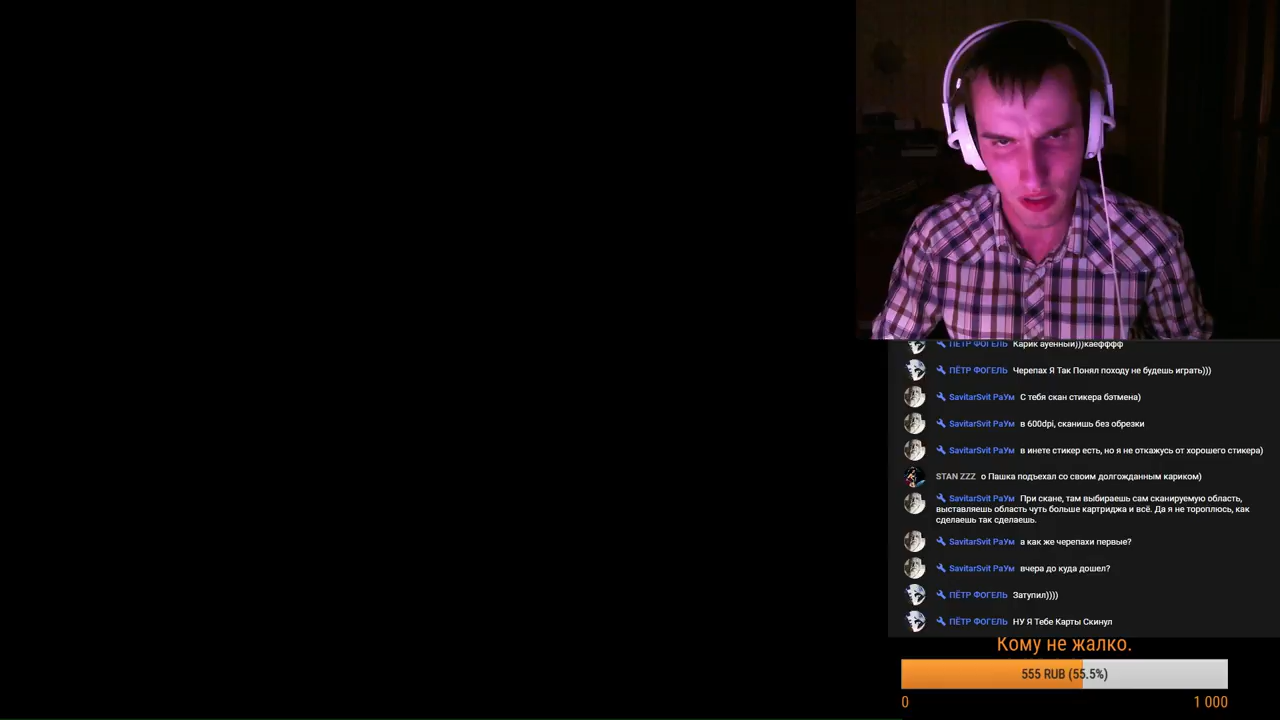 ПЁТР ФОГЕЛЬ Карик ауенный)))каефффф
ПЁТР ФОГЕЛЬ Черепах Я Так Понял походу не будешь играть)))
SavitarSvit РаУм С тебя скан стикера бэтмена)
SavitarSvit РаУм в 600dpi, сканишь без обрезки
SavitarSvit РаУм в инете стикер есть, но я не откажусь от хорошего стикера)
STAN ZZZ о Пашка подъехал со своим долгожданным кариком)
SavitarSvit РаУм При скане, там выбираешь сам сканируемую область,
выставляешь область чуть больше картриджа и всё. Да я не тороплюсь, как
сделаешь так сделаешь.
SavitarSvit РаУм а как же черепахи первые?
SavitarSvit РаУм вчера до куда дошел?
ПЁТР ФОГЕЛЬ Затупил))))
ПЁТР ФОГЕЛЬ НУ Я Тебе Карты Скинул
Кому не жалко.
555 RUB (55.5%)
0 1 000